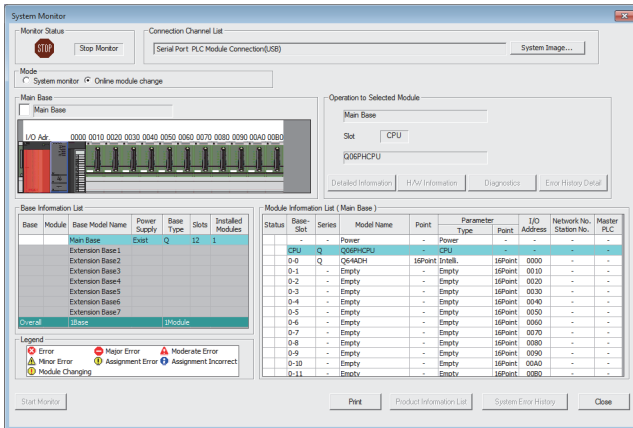 System Monitor
Monitor Status
STOP
Stop Monitor
Connection Channel List
Serial Port PLC Module Connection(USB)
System Image...
Mode
System monitor Online module change
Main Base
Main Base
I/O Adr. 0000 0010 0020 0030 0040 0050 0060 0070 0080 0090 00A0 00B0
Operation to Selected Module
Main Base
Slot CPU
Q06PHCPU
Detailed Information H/W Information Diagnostics Error History Detail
Base Information List
Base Module Base Model Name Power Supply Base Type Slots Installed Modules
Main Base Exist Q 12 1
Extension Base1
Extension Base2
Extension Base3
Extension Base4
Extension Base5
Extension Base6
Extension Base7
Overall 1Base 1Module
Legend
Error Major Error Moderate Error
Minor Error Assignment Error Assignment Incorrect
Module Changing
Module Information List ( Main Base )
Status Base-Slot Series Model Name Point Parameter Type Point I/O Address Network No. Station No. Master PLC
- - Power - Power - - - -
CPU Q Q06PHCPU - CPU - - - -
0-0 Q Q64ADH 16Point Intelli. 16Point 0000 - -
0-1 - Empty - Empty 16Point 0010 - -
0-2 - Empty - Empty 16Point 0020 - -
0-3 - Empty - Empty 16Point 0030 - -
0-4 - Empty - Empty 16Point 0040 - -
0-5 - Empty - Empty 16Point 0050 - -
0-6 - Empty - Empty 16Point 0060 - -
0-7 - Empty - Empty 16Point 0070 - -
0-8 - Empty - Empty 16Point 0080 - -
0-9 - Empty - Empty 16Point 0090 - -
0-10 - Empty - Empty 16Point 00A0 - -
0-11 - Empty - Empty 16Point 00B0 - -
Start Monitor
Print Product Information List System Error History Close